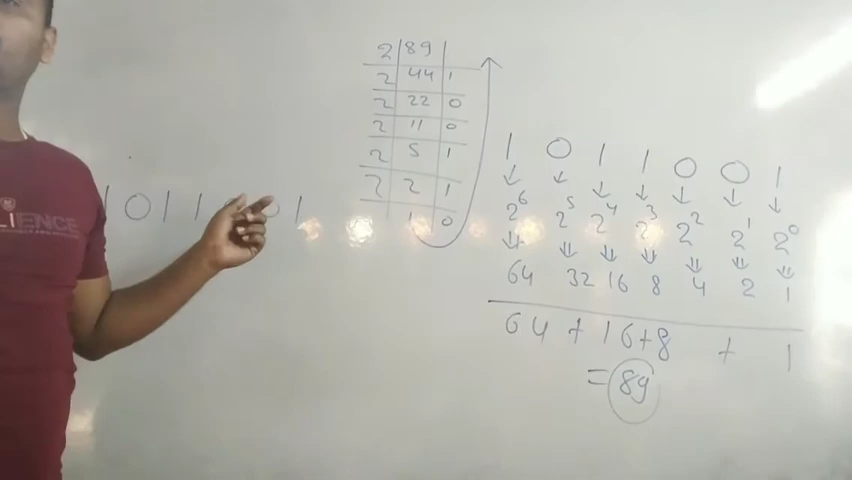 2 89
2 44 1
2 22 0
2 11 0
2 5 1
2 2 1
1 0
1 0 1 1 0 0 1
1 0 1 1 0 0 1
2⁶ 2⁵ 2⁴ 2³ 2² 2¹ 2⁰
64 32 16 8 4 2 1
64 + 16+8 + 1
= 89
LIENCE